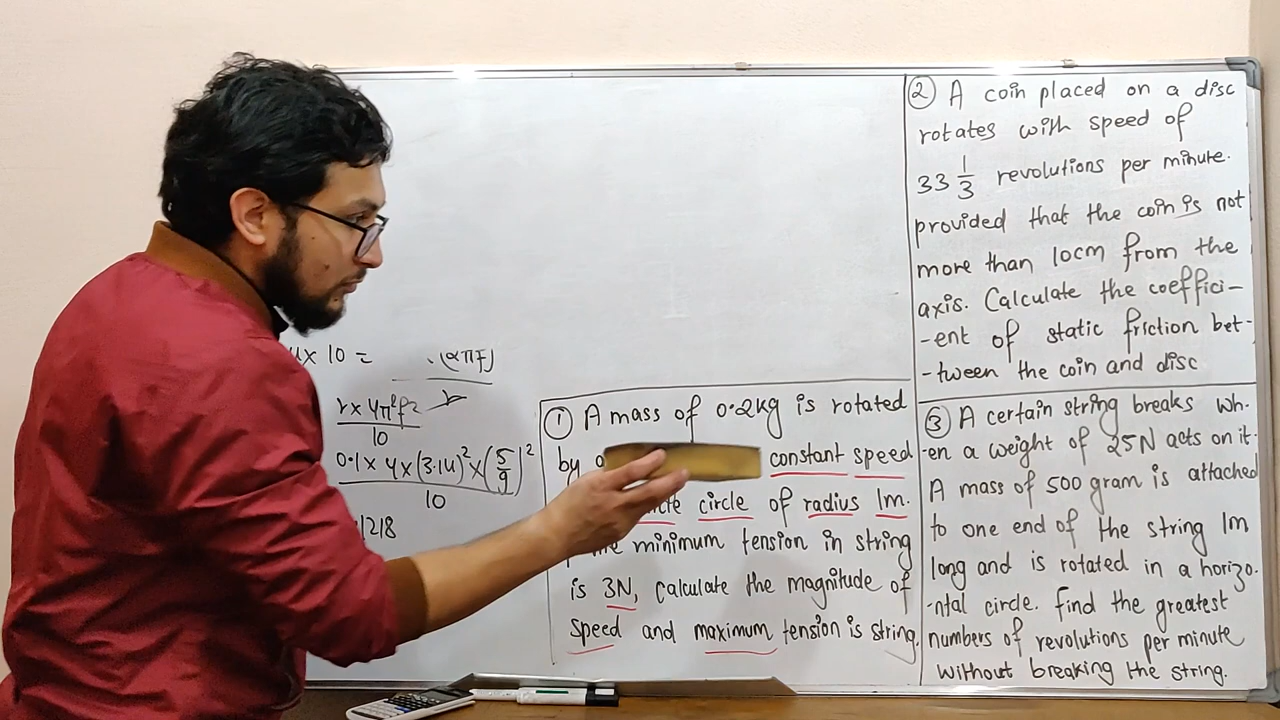 ② A coin placed on a disc
rotates with speed of
33 1/3 revolutions per minute.
provided that the coin is not
more than 10cm from the
axis. Calculate the coeffici-
-ent of static friction bet-
-tween the coin and disc
x 10 =
(2πf)
x 4π²f²
10
0.1 x 4 x (3.14)² x (5/9)²
10
1218
① A mass of 0.2kg is rotated
by constant speed
circle of radius 1m.
minimum tension in string
is 3N, calculate the magnitude of
speed and maximum tension is string.
③ A certain string breaks wh-
-en a weight of 25N acts on it.
A mass of 500 gram is attached
to one end of the string 1m
long and is rotated in a horizo-
-ntal circle. find the greatest
numbers of revolutions per minute
without breaking the string.